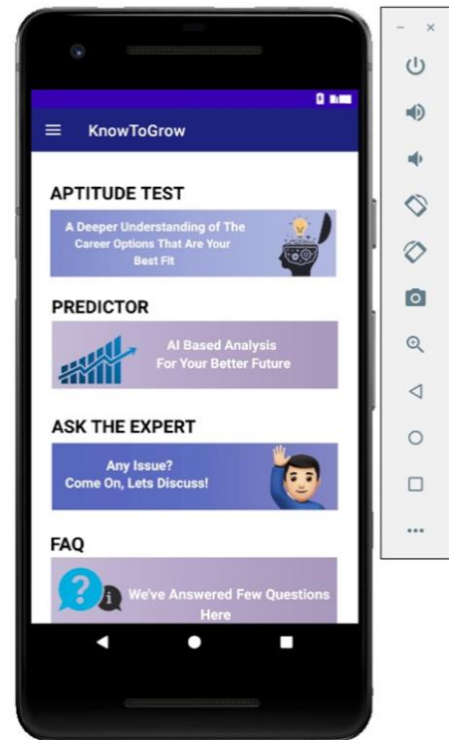 KnowToGrow
APTITUDE TEST
A Deeper Understanding of The
Career Options That Are Your
Best Fit
PREDICTOR
AI Based Analysis
For Your Better Future
ASK THE EXPERT
Any Issue?
Come On, Lets Discuss!
FAQ
We've Answered Few Questions
Here